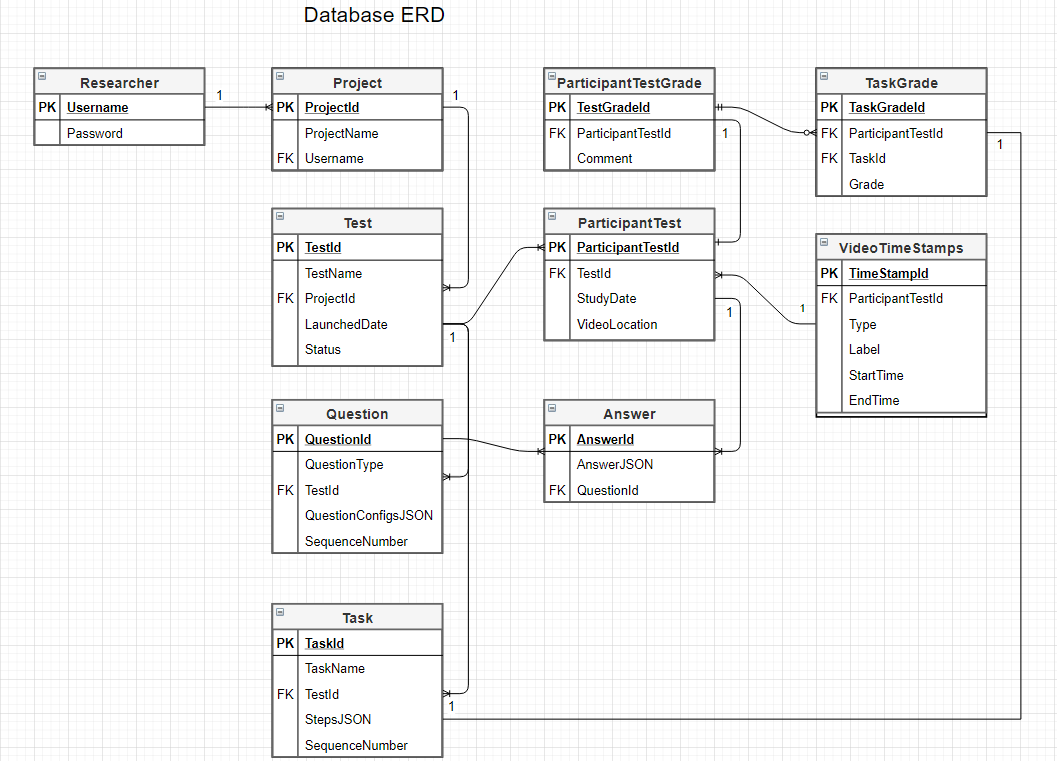 Database ERD
Researcher
PK Username
Password
1
Project
PK ProjectId
ProjectName
FK Username
1
ParticipantTestGrade
PK TestGradeId
FK ParticipantTestId
Comment
1
TaskGrade
PK TaskGradeId
FK ParticipantTestId
FK TaskId
Grade
1
Test
PK TestId
TestName
FK ProjectId
LaunchedDate
Status
1
ParticipantTest
PK ParticipantTestId
FK TestId
StudyDate
VideoLocation
1
1
VideoTimeStamps
PK TimeStampId
FK ParticipantTestId
Type
Label
StartTime
EndTime
Question
PK QuestionId
QuestionType
FK TestId
QuestionConfigsJSON
SequenceNumber
Answer
PK AnswerId
AnswerJSON
FK QuestionId
Task
PK TaskId
TaskName
FK TestId
StepsJSON
SequenceNumber
1